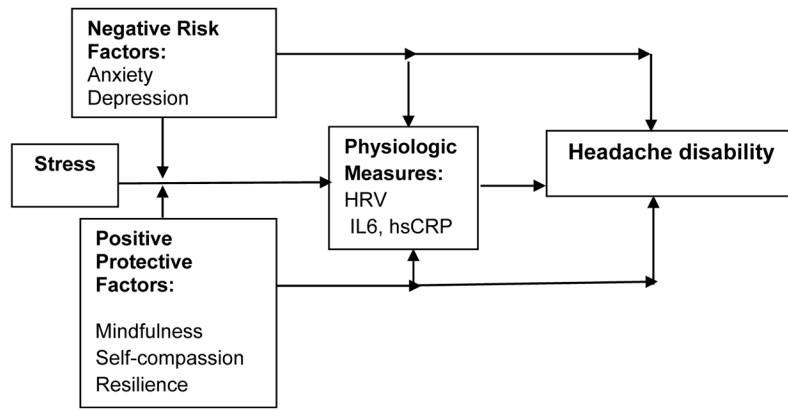 Negative Risk
Factors:
Anxiety
Depression
Stress
Positive
Protective
Factors:
Mindfulness
Self-compassion
Resilience
Physiologic
Measures:
HRV
IL6, hsCRP
Headache disability